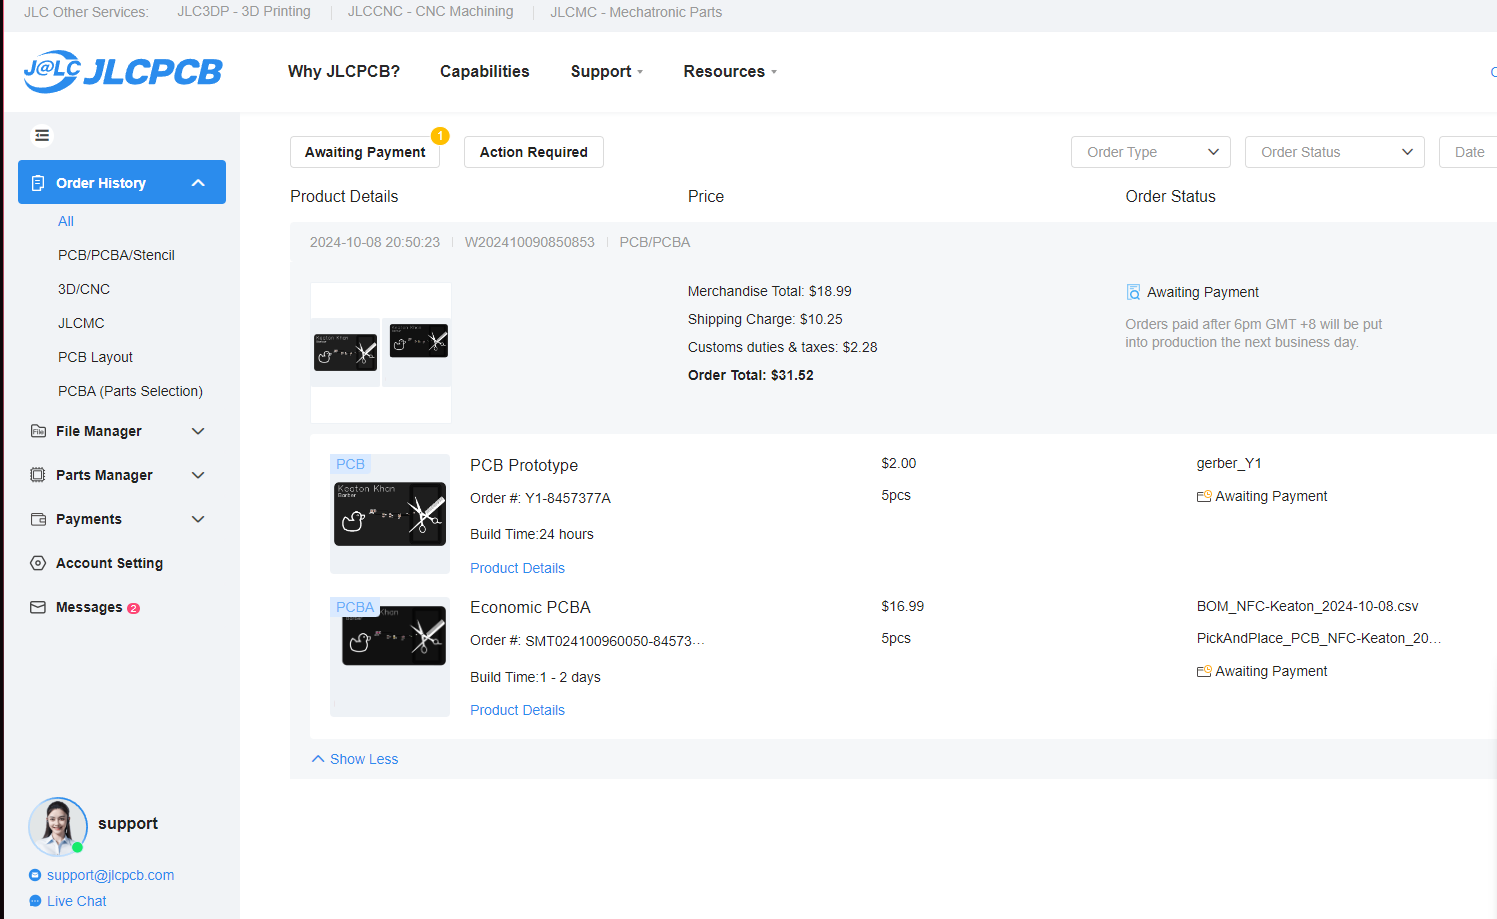 JLC Other Services:
JLC3DP - 3D Printing
JLCCNC - CNC Machining
JLCMC - Mechatronic Parts
J@LC JLCPCB
Why JLCPCB?
Capabilities
Support
Resources
Order History
All
PCB/PCBA/Stencil
3D/CNC
JLCMC
PCB Layout
PCBA (Parts Selection)
File Manager
Parts Manager
Payments
Account Setting
Messages 2
support
support@jlcpcb.com
Live Chat
Awaiting Payment 1
Action Required
Order Type
Order Status
Date
Product Details
Price
Order Status
2024-10-08 20:50:23
W202410090850853
PCB/PCBA
Keaton Khan
Merchandise Total: $18.99
Shipping Charge: $10.25
Customs duties & taxes: $2.28
Order Total: $31.52
Awaiting Payment
Orders paid after 6pm GMT +8 will be put
into production the next business day.
PCB
Keaton Khan
Barber
PCB Prototype
Order #: Y1-8457377A
Build Time:24 hours
Product Details
$2.00
5pcs
gerber_Y1
Awaiting Payment
PCBA
Khan
Economic PCBA
Order #: SMT024100960050-84573...
Build Time:1 - 2 days
Product Details
$16.99
5pcs
BOM_NFC-Keaton_2024-10-08.csv
PickAndPlace_PCB_NFC-Keaton_20...
Awaiting Payment
Show Less